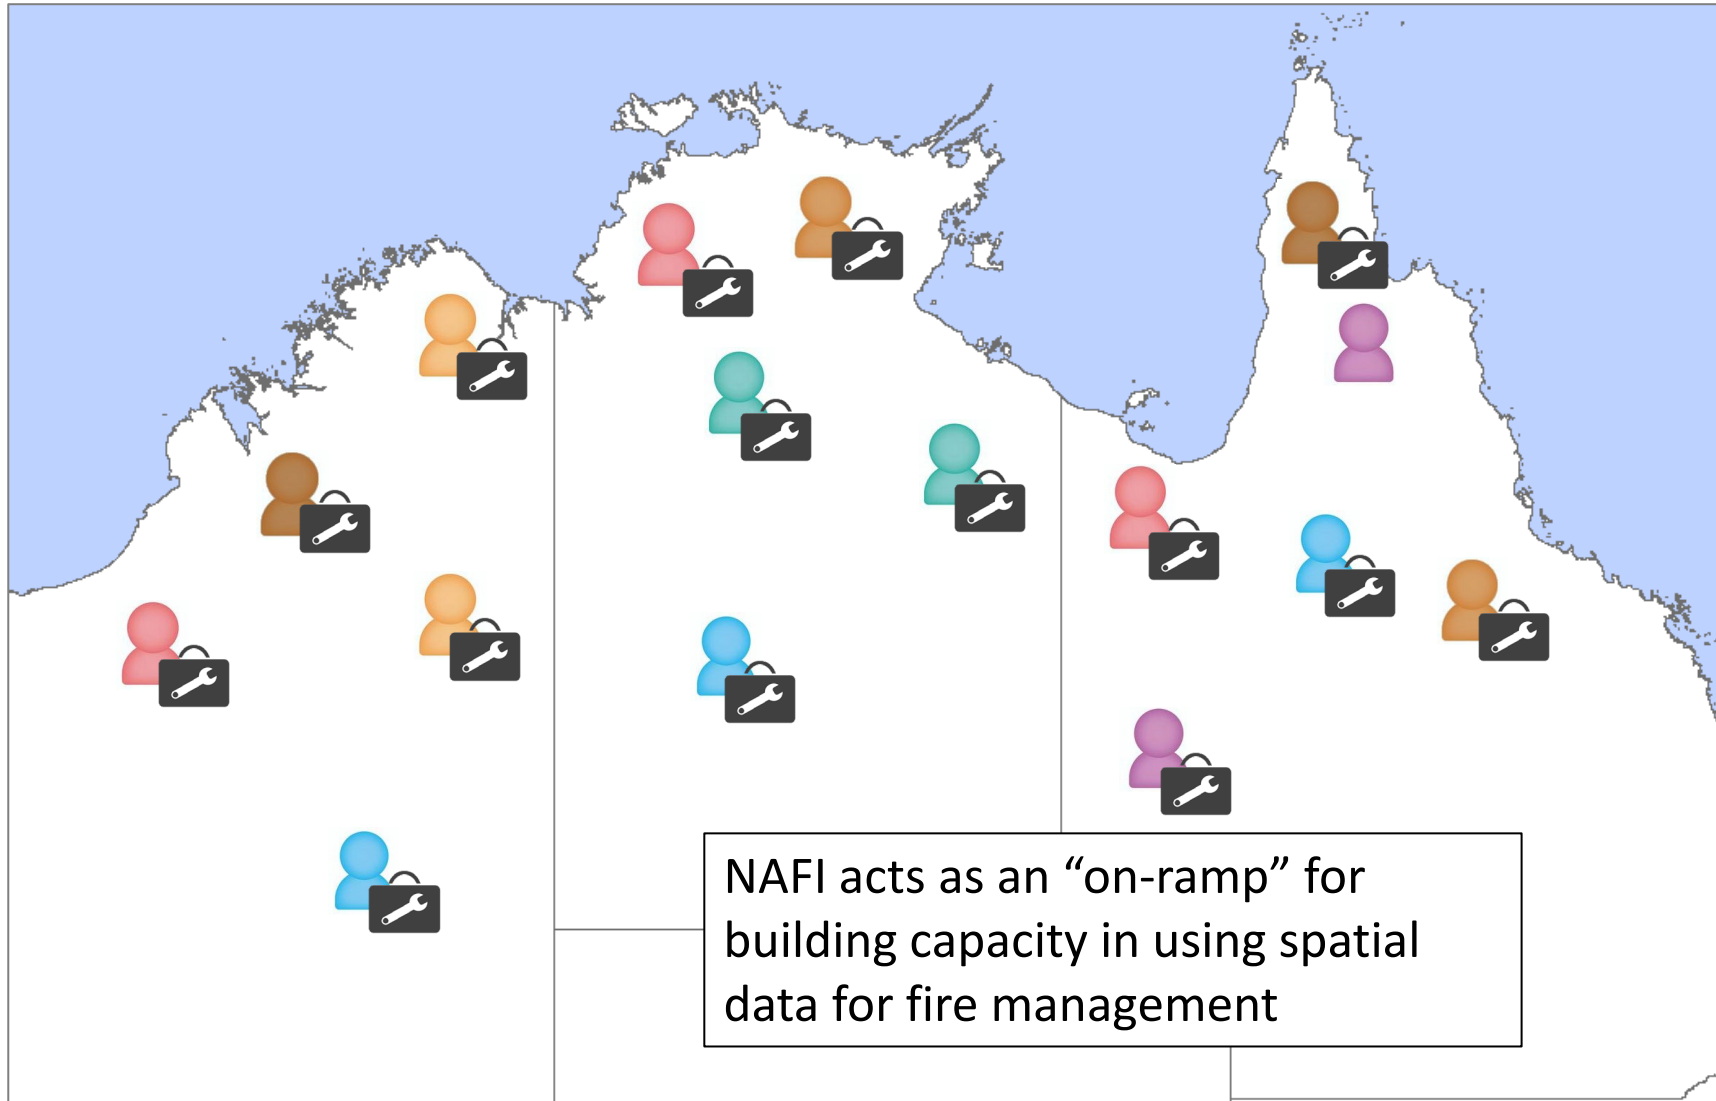 NAFI acts as an “on-ramp” for
building capacity in using spatial
data for fire management